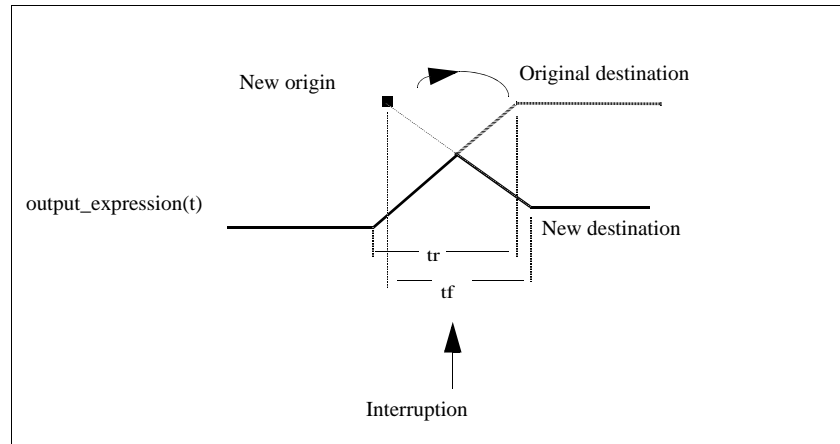 New origin
Original destination
output_expression(t)
New destination
tr
tf
Interruption